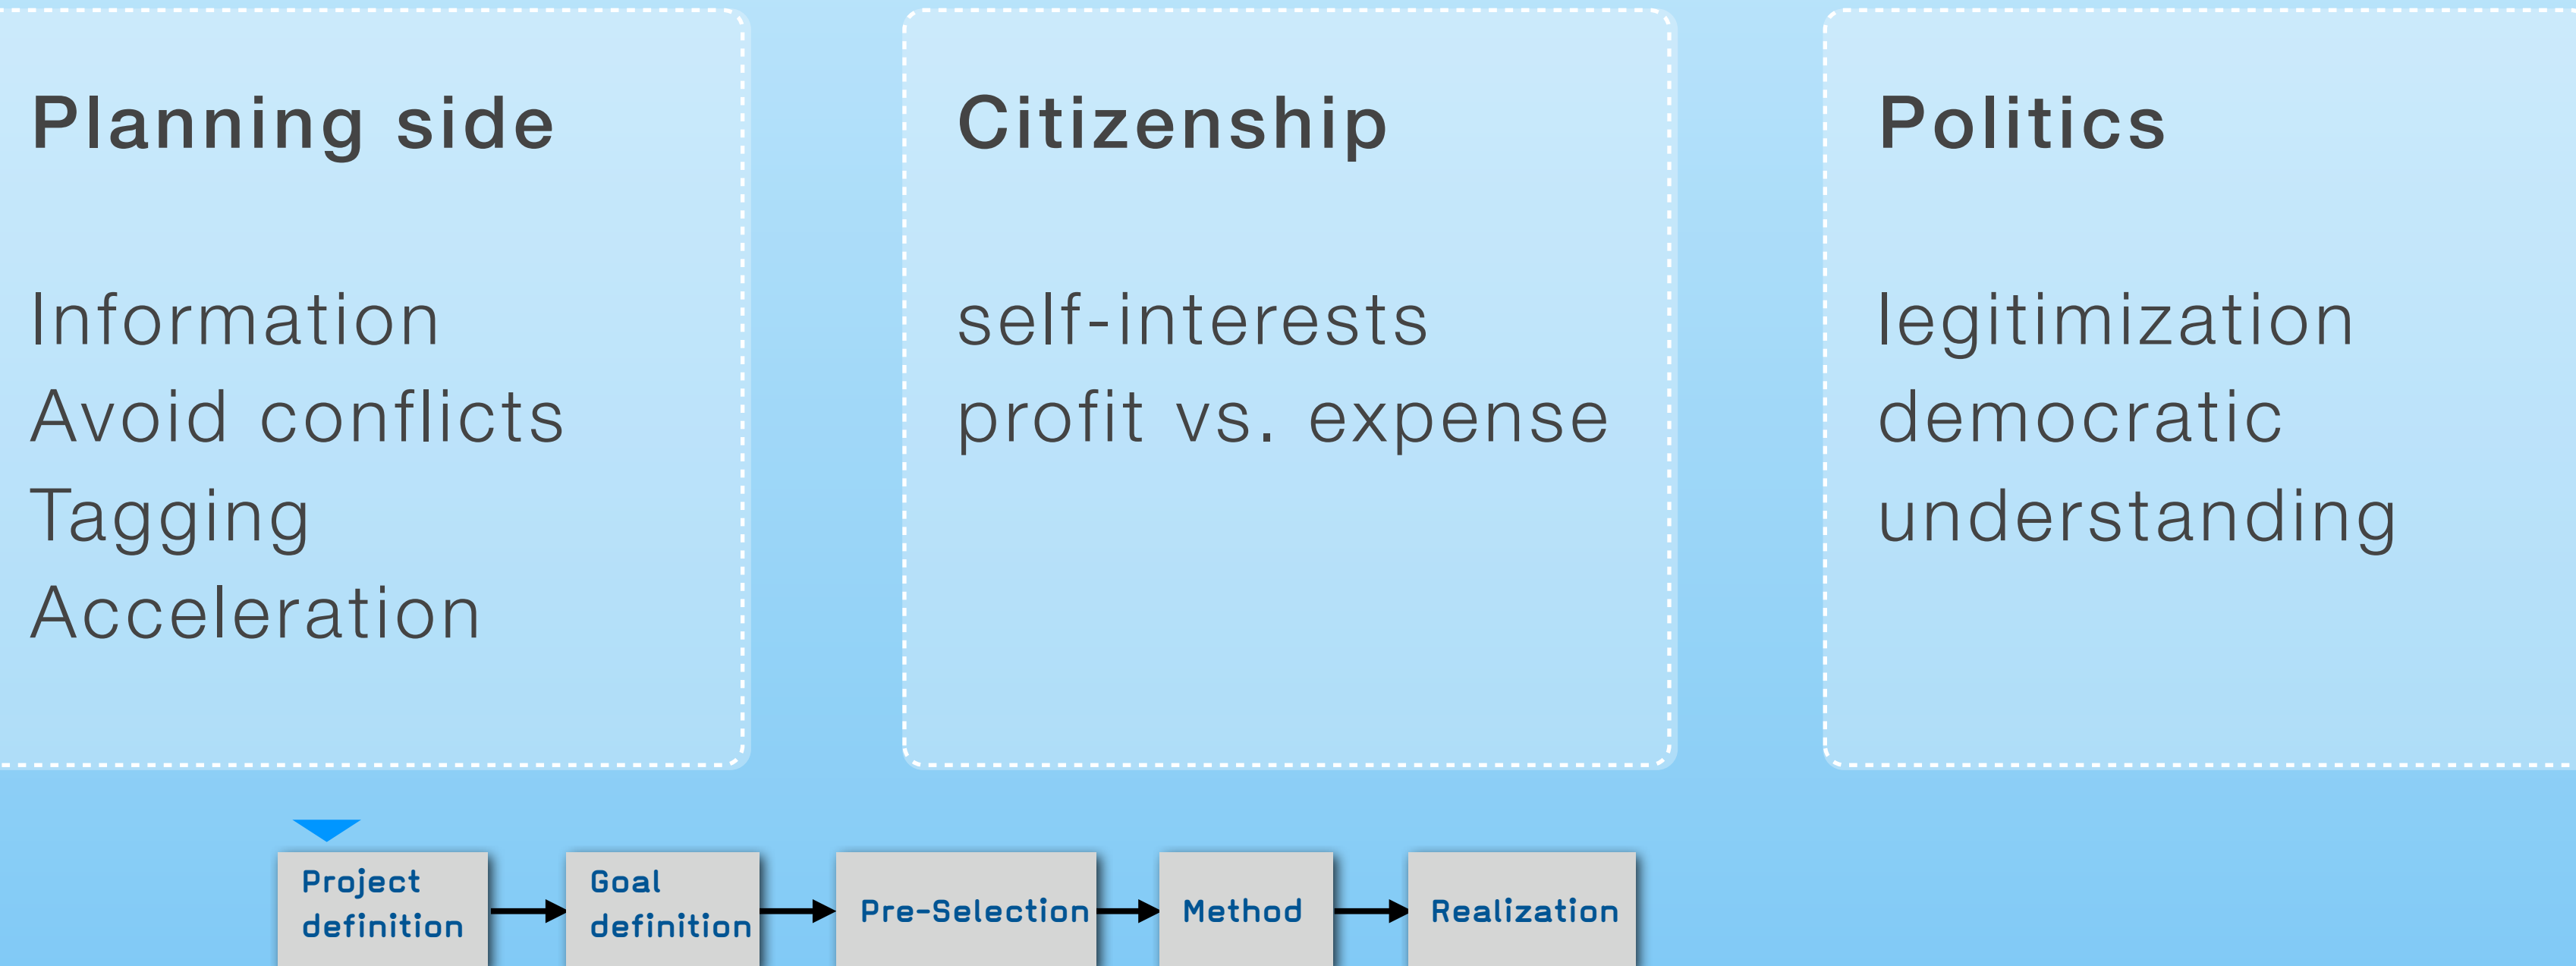 Planning side
Information
Avoid conflicts
Tagging
Acceleration
Citizenship
self-interests
profit vs. expense
Politics
legitimization
democratic
understanding
Project
definition
Goal
definition
Pre-Selection
Method
Realization